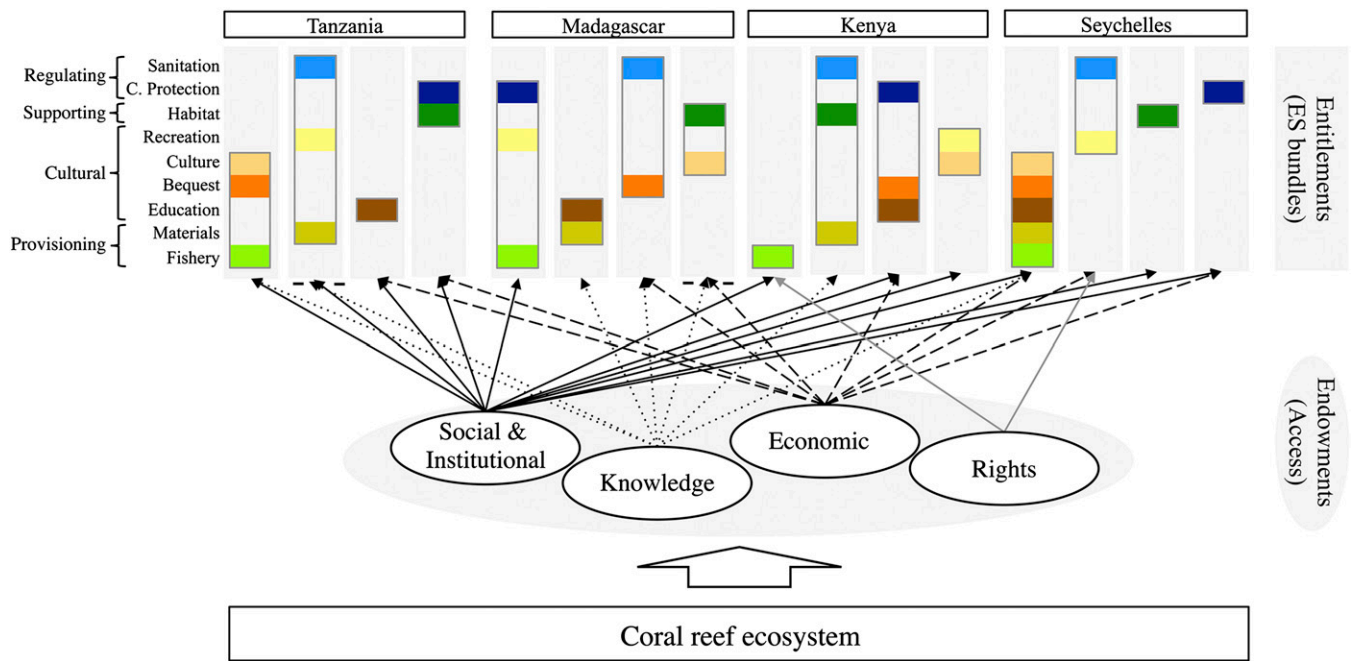 Tanzania
Madagascar
Kenya
Seychelles
Regulating
Sanitation
C. Protection
Supporting
Habitat
Cultural
Recreation
Culture
Bequest
Education
Provisioning
Materials
Fishery
Entitlements
(ES bundles)
Social &
Institutional
Knowledge
Economic
Rights
Endowments
(Access)
Coral reef ecosystem